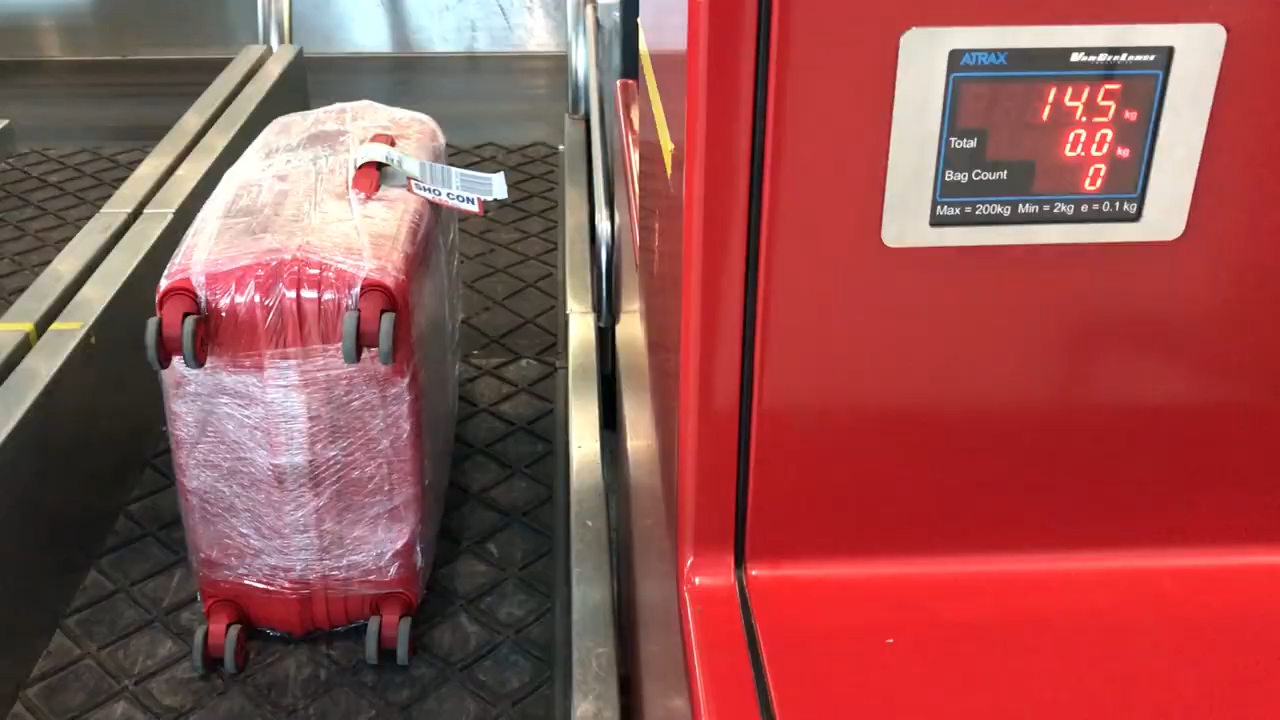 ATRAX VanDerLande
14.5 kg
Total 0.0 kg
Bag Count 0
Max = 200kg Min = 2kg e = 0.1 kg
SHO CON